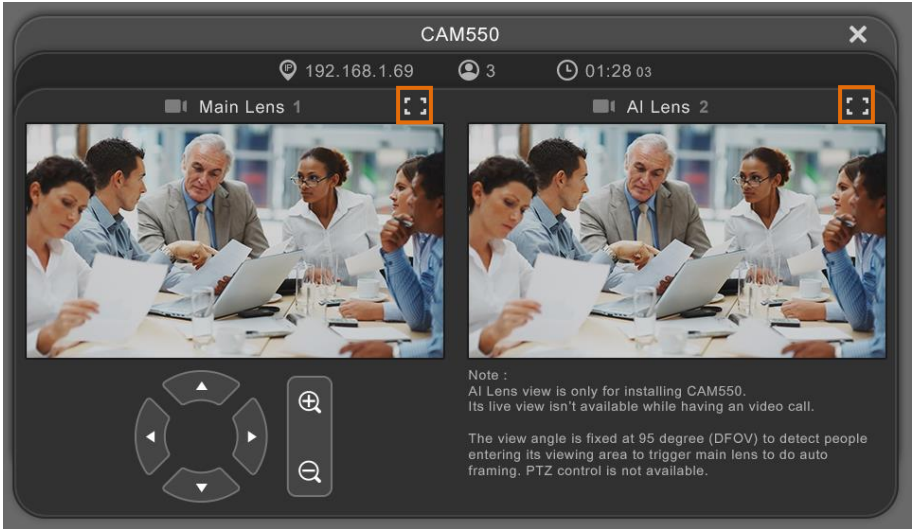 CAM550
IP 192.168.1.69 3 01:28 03
Main Lens 1
AI Lens 2
Note :
AI Lens view is only for installing CAM550.
Its live view isn't available while having an video call.
The view angle is fixed at 95 degree (DFOV) to detect people
entering its viewing area to trigger main lens to do auto
framing. PTZ control is not available.